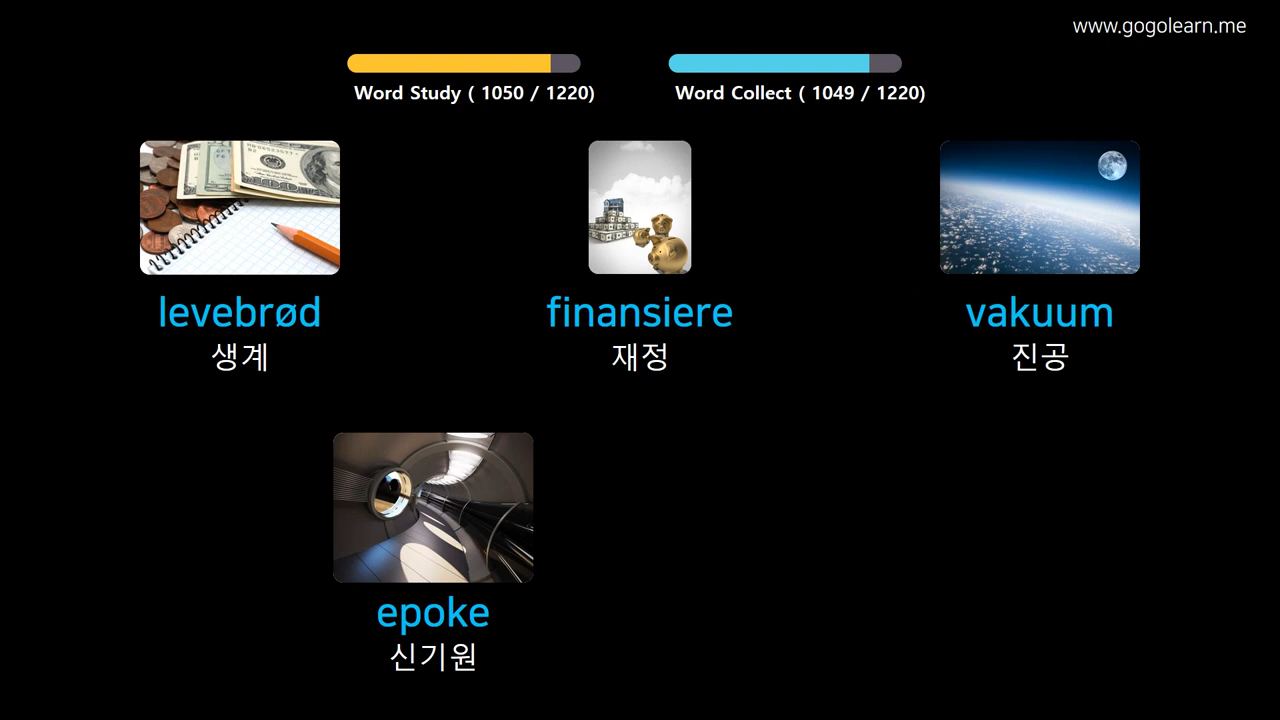 www.gogolearn.me
Word Study ( 1050 / 1220)
Word Collect ( 1049 / 1220)
levebrød
생계
finansiere
재정
vakuum
진공
epoke
신기원